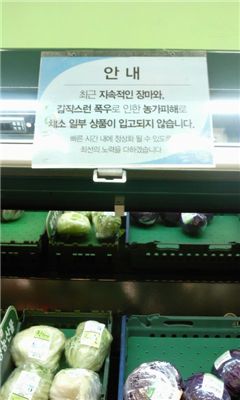 안 내
최근 지속적인 장마와,
갑작스런 폭우로 인한 농가피해로
채소 일부 상품이 입고되지 않습니다.
빠른 시간 내에 정상화 될 수 있도록
최선의 노력을 다하겠습니다